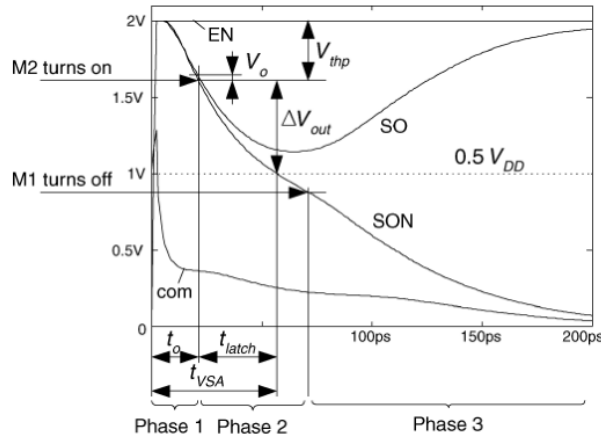 2V
EN
V_o
V_thp
M2 turns on
1.5V
ΔV_out
SO
0.5 V_DD
1V
M1 turns off
SON
0.5V
com
0
100ps
150ps
200ps
t_o
t_latch
t_VSA
Phase 1
Phase 2
Phase 3